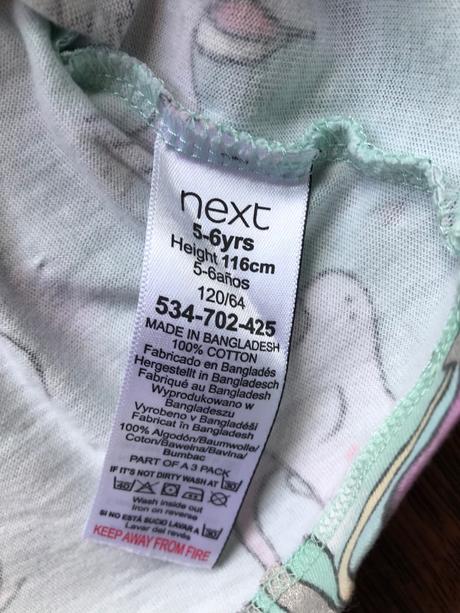 next
5-6yrs
Height 116cm
5-6años
120/64
534-702-425
MADE IN BANGLADESH
100% COTTON
Fabricado en Bangladés
Hergestellt in Bangladesch
Fabriqué au Bangladesh
Wyprodukowano w
Bangladeszu
Vyrobeno v Bangladéši
Fabricat în Bangladesh
100% Algodón/Baumwolle/
Coton/Bawełna/Bavlna/
Bumbac
PART OF A 3 PACK
IF IT'S NOT DIRTY WASH AT 30
40
Wash inside out
Iron on reverse
SI NO ESTÁ SUCIO LAVAR A 30
Lavar del revés
KEEP AWAY FROM FIRE